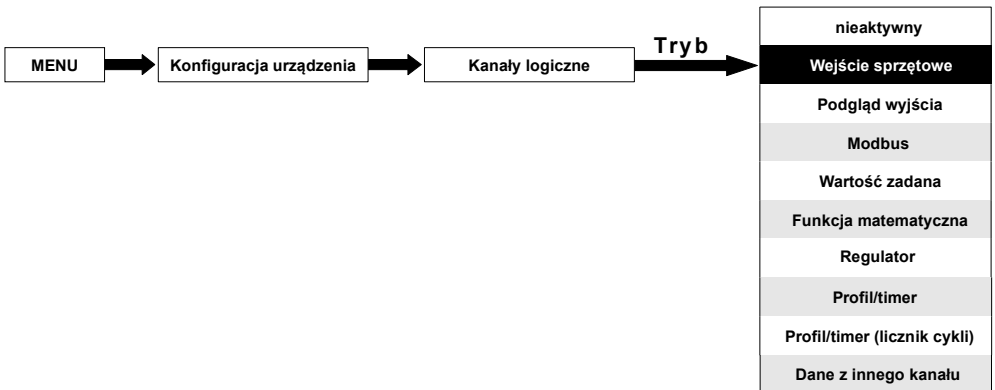 MENU
Konfiguracja urządzenia
Kanały logiczne
Tryb
nieaktywny
Wejście sprzętowe
Podgląd wyjścia
Modbus
Wartość zadana
Funkcja matematyczna
Regulator
Profil/timer
Profil/timer (licznik cykli)
Dane z innego kanału